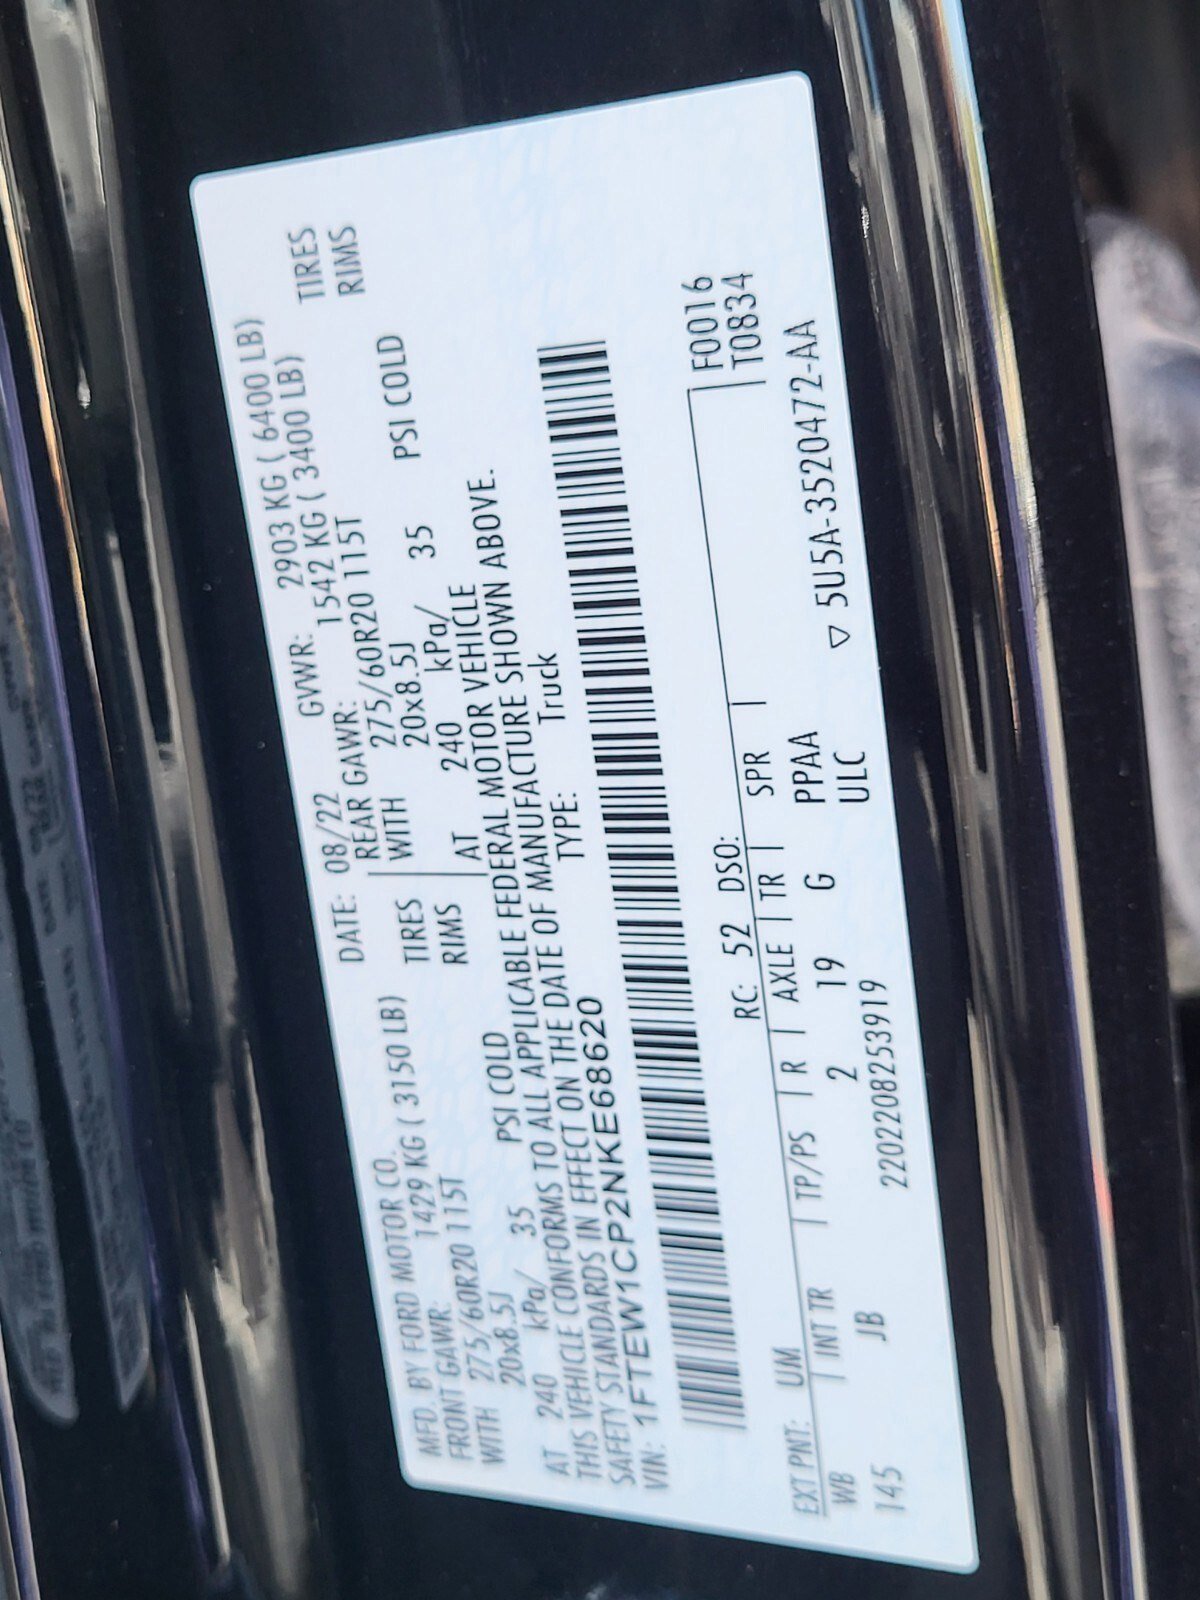 MFD. BY FORD MOTOR CO. DATE: 08/22 GVWR: 2903 KG ( 6400 LB)
FRONT GAWR: 1429 KG ( 3150 LB) REAR GAWR: 1542 KG ( 3400 LB)
WITH 275/60R20 115T TIRES WITH 275/60R20 115T TIRES
20x8.5J RIMS 20x8.5J RIMS
AT 240 kPa/ 35 PSI COLD AT 240 kPa/ 35 PSI COLD
THIS VEHICLE CONFORMS TO ALL APPLICABLE FEDERAL MOTOR VEHICLE
SAFETY STANDARDS IN EFFECT ON THE DATE OF MANUFACTURE SHOWN ABOVE.
VIN: 1FTEW1CP2NKE68620 TYPE: Truck
EXT PNT: UM RC: 52 DSO: F0016
WB | INT TR | TP/PS | R | AXLE | TR | SPR | T0834
145 JB 2 19 G PPAA
2202208253919 ULC ▽ 5U5A-3520472-AA